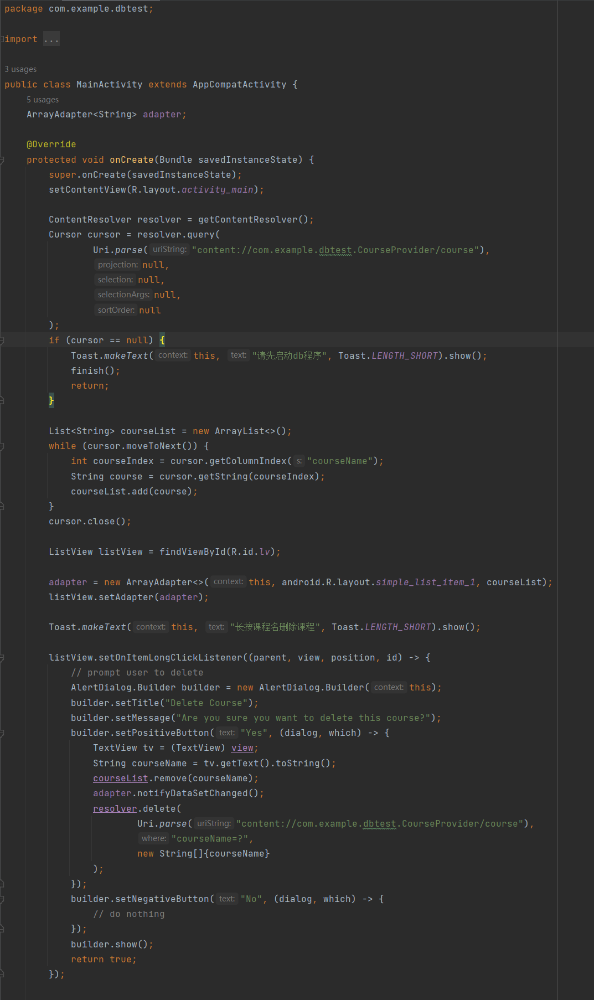 package com.example.dbtest;
import ...
3 usages
public class MainActivity extends AppCompatActivity {
5 usages
ArrayAdapter<String> adapter;
@Override
protected void onCreate(Bundle savedInstanceState) {
super.onCreate(savedInstanceState);
setContentView(R.layout.activity_main);
ContentResolver resolver = getContentResolver();
Cursor cursor = resolver.query(
Uri.parse( uriString: "content://com.example.dbtest.CourseProvider/course"),
projection: null,
selection: null,
selectionArgs: null,
sortOrder: null
);
if (cursor == null) {
Toast.makeText( context: this, text: "请先启动db程序", Toast.LENGTH_SHORT).show();
finish();
return;
}
List<String> courseList = new ArrayList<>();
while (cursor.moveToNext()) {
int courseIndex = cursor.getColumnIndex( s: "courseName");
String course = cursor.getString(courseIndex);
courseList.add(course);
}
cursor.close();
ListView listView = findViewById(R.id.lv);
adapter = new ArrayAdapter<>( context: this, android.R.layout.simple_list_item_1, courseList);
listView.setAdapter(adapter);
Toast.makeText( context: this, text: "长按课程名删除课程", Toast.LENGTH_SHORT).show();
listView.setOnItemLongClickListener((parent, view, position, id) -> {
// prompt user to delete
AlertDialog.Builder builder = new AlertDialog.Builder( context: this);
builder.setTitle("Delete Course");
builder.setMessage("Are you sure you want to delete this course?");
builder.setPositiveButton( text: "Yes", (dialog, which) -> {
TextView tv = (TextView) view;
String courseName = tv.getText().toString();
courseList.remove(courseName);
adapter.notifyDataSetChanged();
resolver.delete(
Uri.parse( uriString: "content://com.example.dbtest.CourseProvider/course"),
where: "courseName=?",
new String[]{courseName}
);
});
builder.setNegativeButton( text: "No", (dialog, which) -> {
// do noth1ng
});
builder.show();
return true;
});